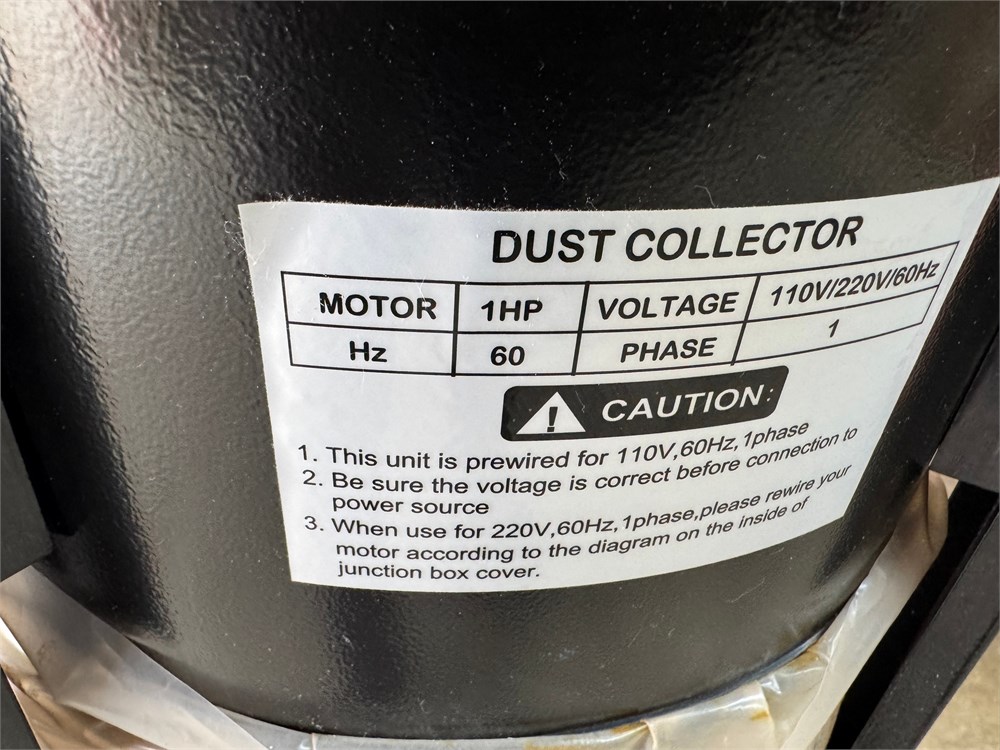 DUST COLLECTOR
MOTOR 1HP VOLTAGE 110V/220V/60Hz
Hz 60 PHASE 1
CAUTION:
1. This unit is prewired for 110V,60Hz,1phase
2. Be sure the voltage is correct before connection to
power source
3. When use for 220V,60Hz,1phase,please rewire your
motor according to the diagram on the inside of
junction box cover.